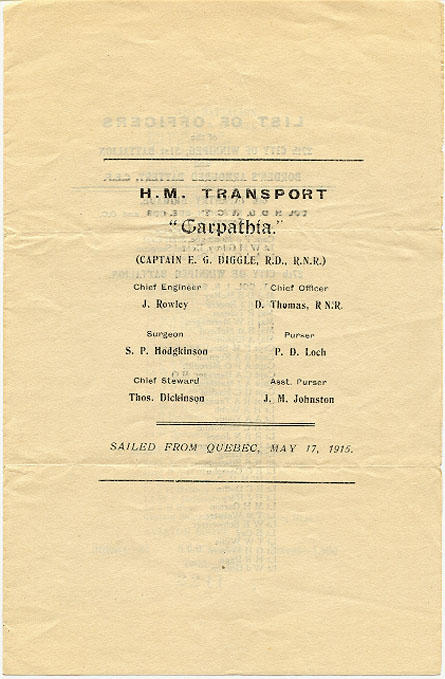 H.M. TRANSPORT
"Carpathia."
(CAPTAIN E. G. DIGGLE, R.D., R.N.R.)
Chief Engineer Chief Officer
J. Rowley D. Thomas, R N.R.
Surgeon Purser
S. P. Hodgkinson P. D. Loch
Chief Steward Asst. Purser
Thos. Dickinson J. M. Johnston
SAILED FROM QUEBEC, MAY 17, 1915.